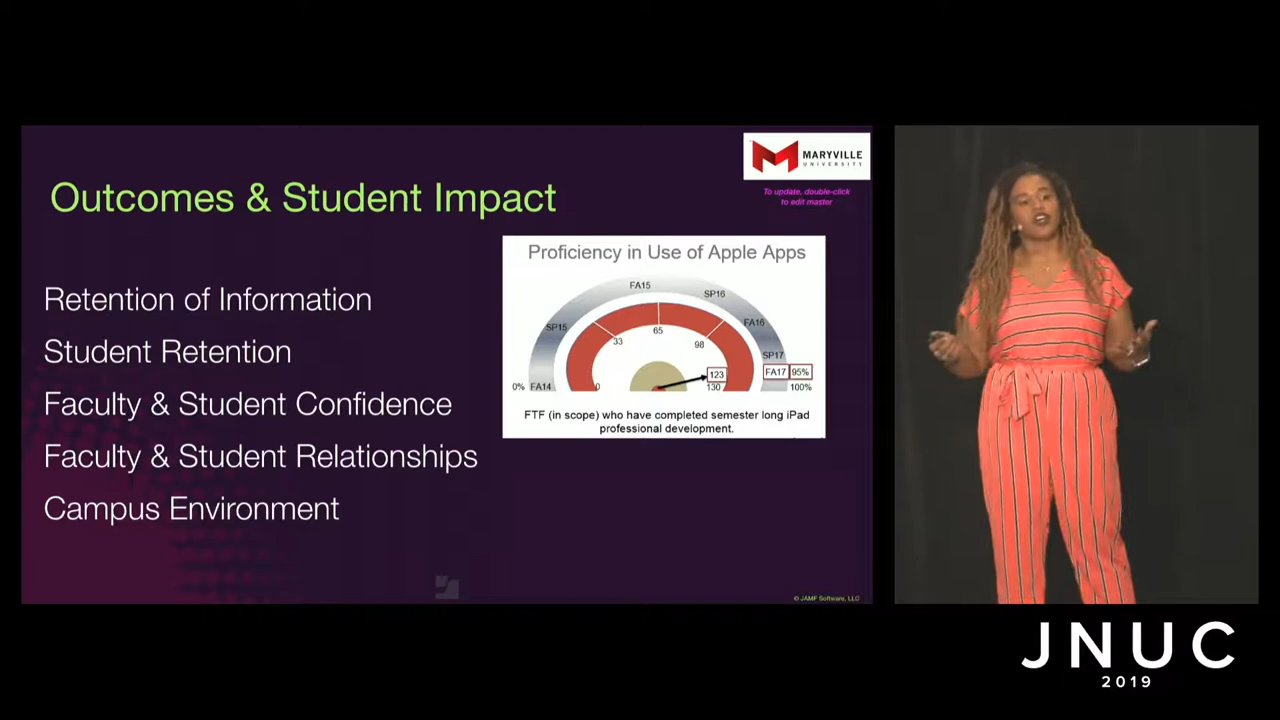 MARYVILLE
UNIVERSITY
To update, double-click
to edit master
Outcomes & Student Impact
Retention of Information
Student Retention
Faculty & Student Confidence
Faculty & Student Relationships
Campus Environment
Proficiency in Use of Apple Apps
FA15
SP16
SP15
FA16
65
33
98
SP17
123
FA17 95%
0% FA14
0
130
100%
FTF (in scope) who have completed semester long iPad
professional development.
© JAMF Software, LLC
JNUC
2019